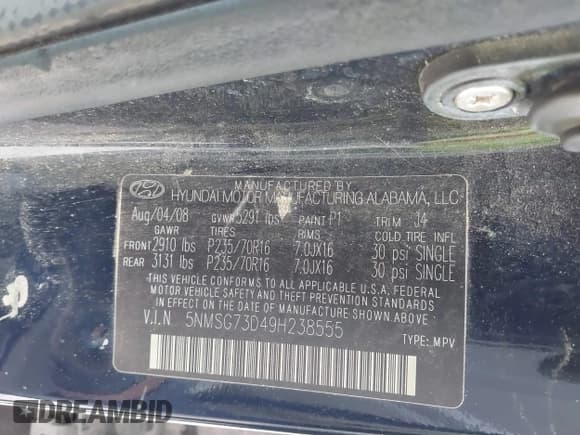 MANUFACTURED BY
HYUNDAI MOTOR MANUFACTURING ALABAMA, LLC
Aug/04/08 GVWR 5291 lbs PAINT P1 TRIM J4
GAWR TIRES RIMS COLD TIRE INFL
FRONT 2910 lbs P235/70R16 7.0JX16 30 psi SINGLE
REAR 3131 lbs P235/70R16 7.0JX16 30 psi SINGLE
THIS VEHICLE CONFORMS TO ALL APPLICABLE U.S.A. FEDERAL
MOTOR VEHICLE SAFETY AND THEFT PREVENTION STANDARDS
IN EFFECT ON THE DATE OF MANUFACTURE SHOWN ABOVE.
V.I.N 5NMSG73D49H238555
TYPE: MPV
DREAMBID